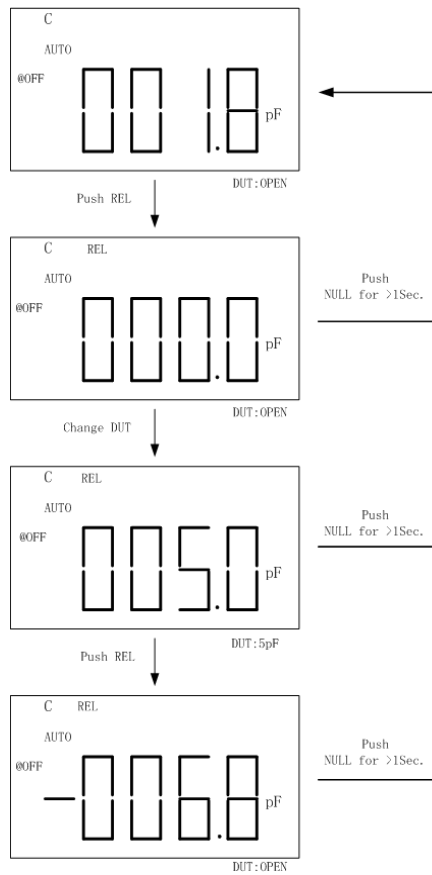 C
AUTO
@OFF
001.8 pF
DUT:OPEN
Push REL
C REL
AUTO
@OFF
000.0 pF
DUT:OPEN
Push
NULL for >1Sec.
Change DUT
C REL
AUTO
@OFF
005.0 pF
DUT:5pF
Push
NULL for >1Sec.
Push REL
C REL
AUTO
@OFF
-006.8 pF
DUT:OPEN
Push
NULL for >1Sec.